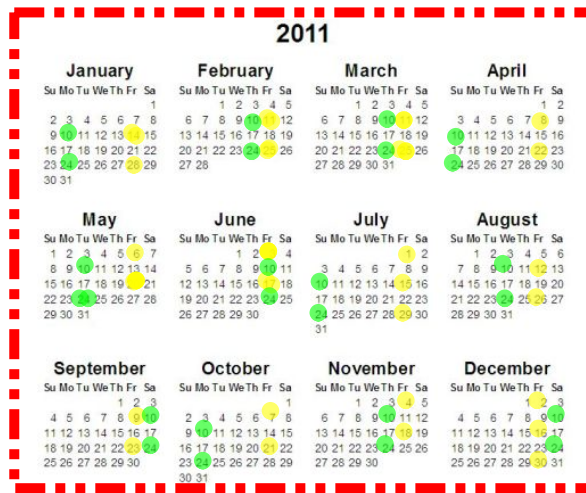 2011
January
Su Mo Tu We Th Fr Sa
1
2 3 4 5 6 7 8
9 10 11 12 13 14 15
16 17 18 19 20 21 22
23 24 25 26 27 28 29
30 31
February
Su Mo Tu We Th Fr Sa
1 2 3 4 5
6 7 8 9 10 11 12
13 14 15 16 17 18 19
20 21 22 23 24 25 26
27 28
March
Su Mo Tu We Th Fr Sa
1 2 3 4 5
6 7 8 9 10 11 12
13 14 15 16 17 18 19
20 21 22 23 24 25 26
27 28 29 30 31
April
Su Mo Tu We Th Fr Sa
1 2
3 4 5 6 7 8 9
10 11 12 13 14 15 16
17 18 19 20 21 22 23
24 25 26 27 28 29 30
May
Su Mo Tu We Th Fr Sa
1 2 3 4 5 6 7
8 9 10 11 12 13 14
15 16 17 18 19 21
22 23 24 25 26 27 28
29 30 31
June
Su Mo Tu We Th Fr Sa
1 2 4
5 6 7 8 9 10 11
12 13 14 15 16 17 18
19 20 21 22 23 24 25
26 27 28 29 30
July
Su Mo Tu We Th Fr Sa
1 2
3 4 5 6 7 8 9
10 11 12 13 14 15 16
17 18 19 20 21 22 23
24 25 26 27 28 29 30
31
August
Su Mo Tu We Th Fr Sa
1 2 3 4 5 6
7 8 9 10 11 12 13
14 15 16 17 18 19 20
21 22 23 24 25 26 27
28 29 30 31
September
Su Mo Tu We Th Fr Sa
1 2 3
4 5 6 7 8 9 10
11 12 13 14 15 16 17
18 19 20 21 22 23 24
25 26 27 28 29 30
October
Su Mo Tu We Th Fr Sa
1
2 3 4 5 6 7 8
9 10 11 12 13 14 15
16 17 18 19 20 21 22
23 24 25 26 27 28 29
30 31
November
Su Mo Tu We Th Fr Sa
1 2 3 4 5
6 7 8 9 10 11 12
13 14 15 16 17 18 19
20 21 22 23 24 25 26
27 28 29 30
December
Su Mo Tu We Th Fr Sa
1 2 3
4 5 6 7 8 9 10
11 12 13 14 15 16 17
18 19 20 21 22 23 24
25 26 27 28 29 30 31